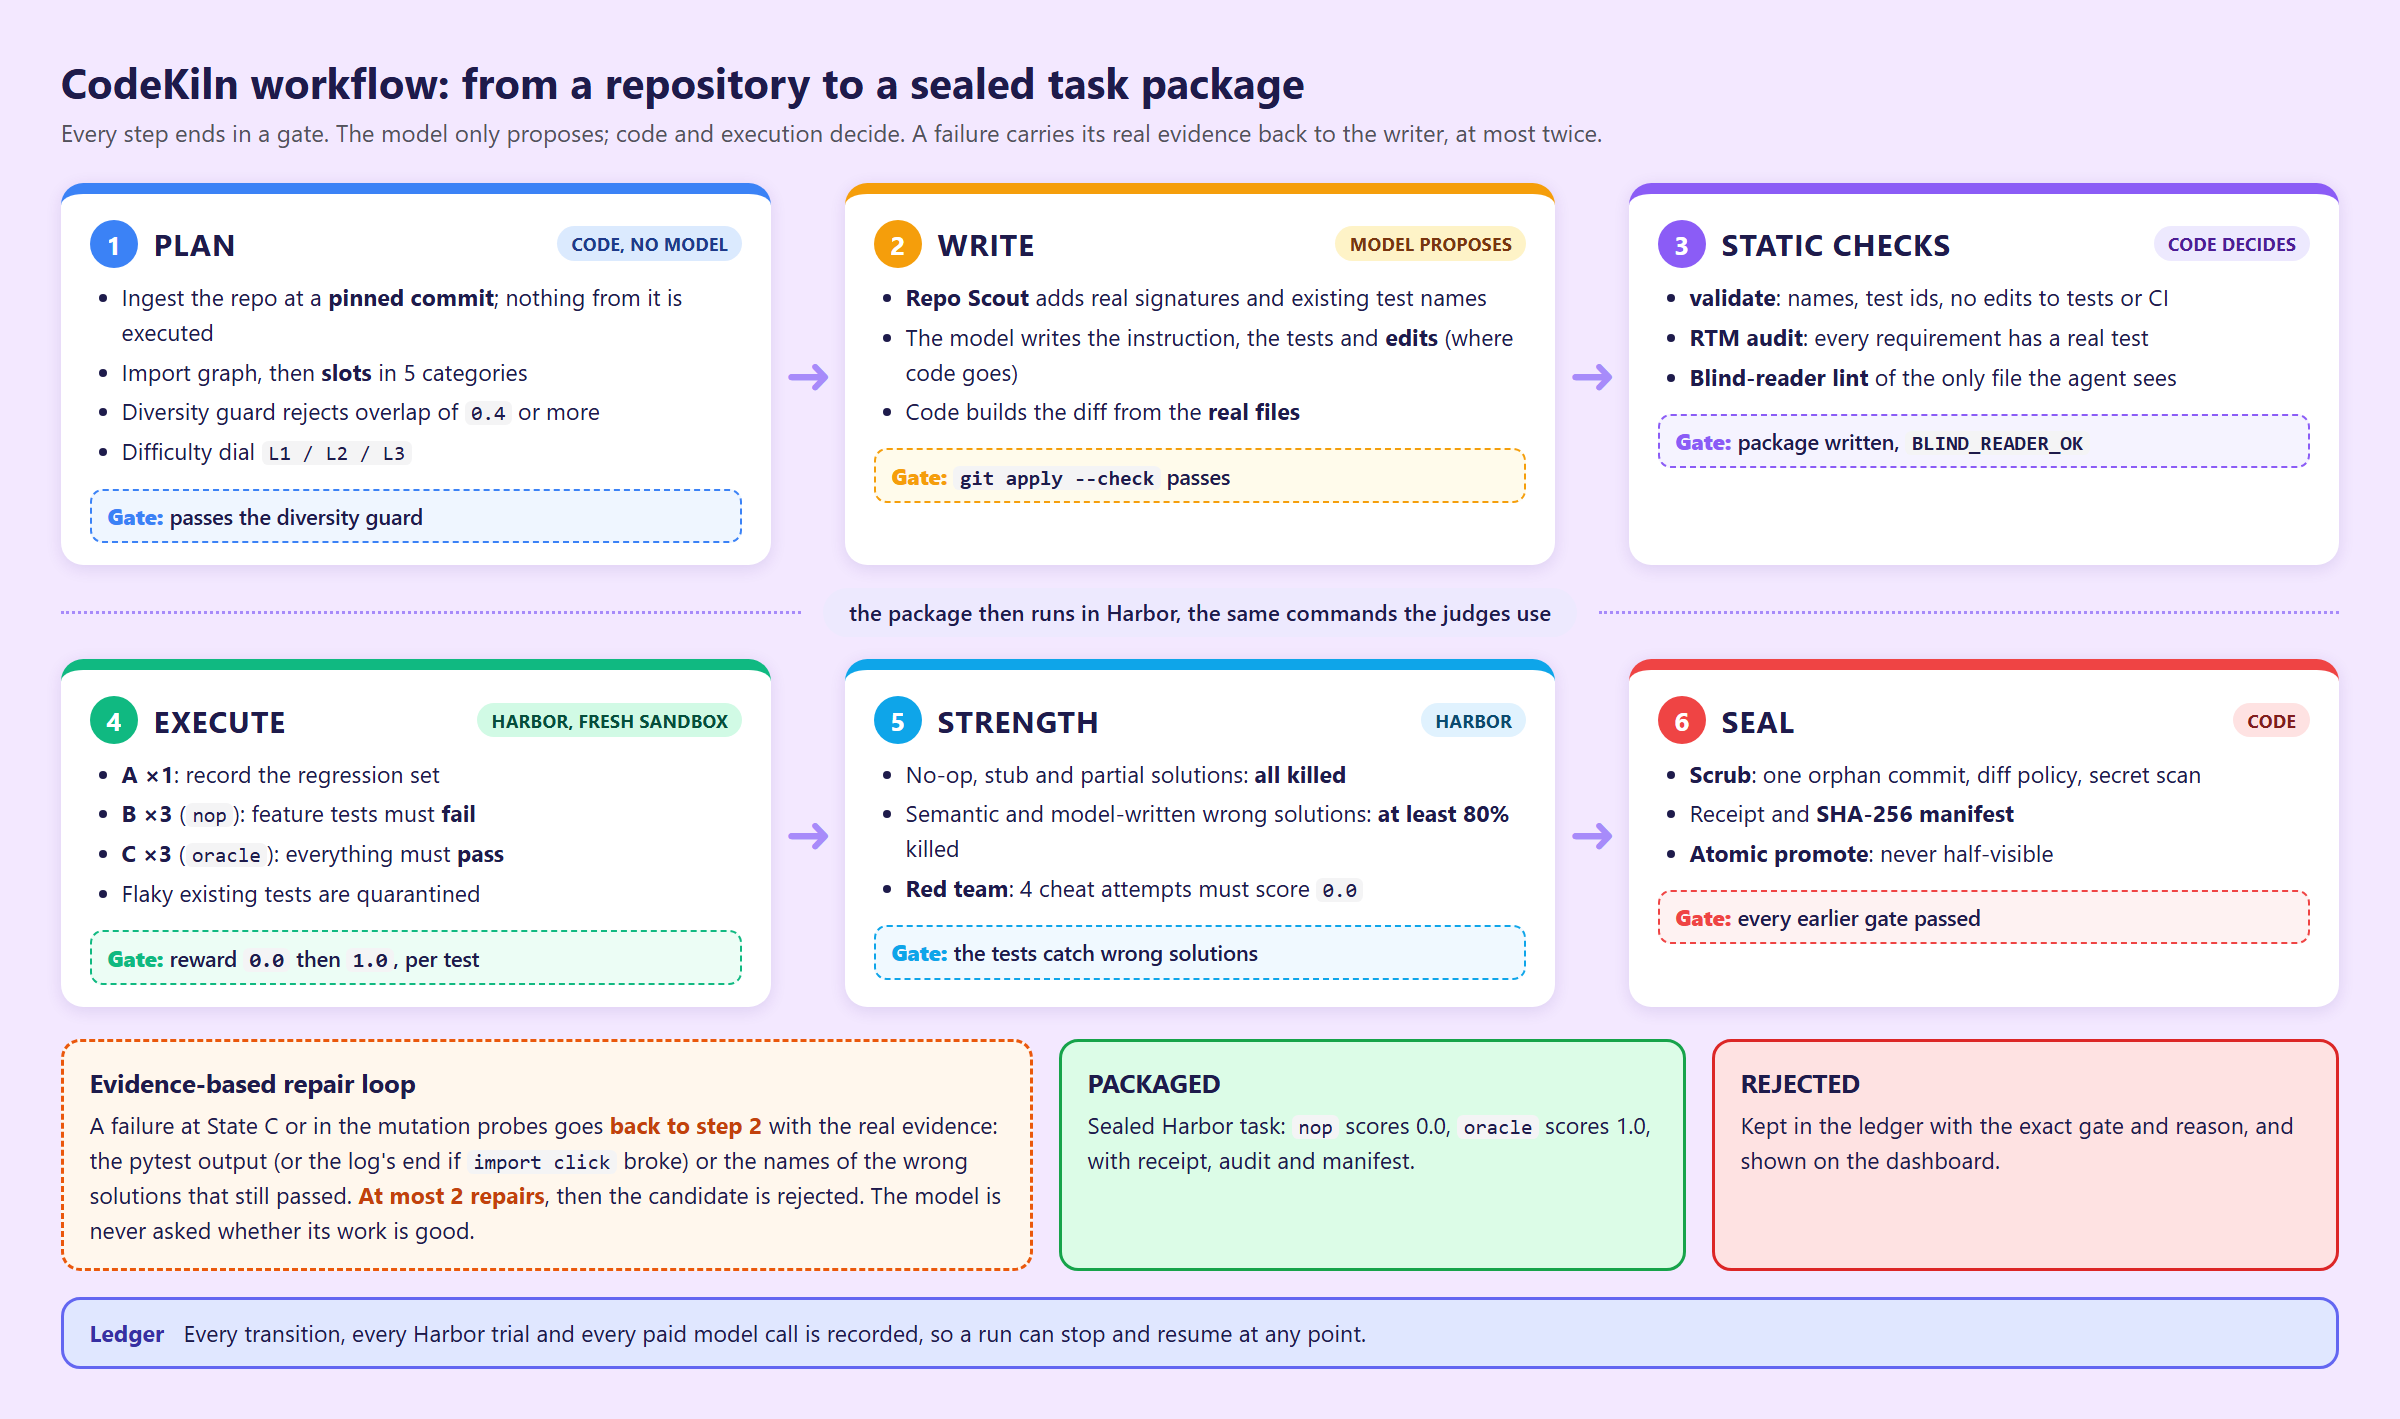 CodeKiln workflow: from a repository to a sealed task package
Every step ends in a gate. The model only proposes; code and execution decide. A failure carries its real evidence back to the writer, at most twice.
1 PLAN CODE, NO MODEL
• Ingest the repo at a pinned commit; nothing from it is
executed
• Import graph, then slots in 5 categories
• Diversity guard rejects overlap of 0.4 or more
• Difficulty dial L1 / L2 / L3
Gate: passes the diversity guard
→
2 WRITE MODEL PROPOSES
• Repo Scout adds real signatures and existing test names
• The model writes the instruction, the tests and edits (where
code goes)
• Code builds the diff from the real files
Gate: git apply --check passes
→
3 STATIC CHECKS CODE DECIDES
• validate: names, test ids, no edits to tests or CI
• RTM audit: every requirement has a real test
• Blind-reader lint of the only file the agent sees
Gate: package written, BLIND_READER_OK
the package then runs in Harbor, the same commands the judges use
4 EXECUTE HARBOR, FRESH SANDBOX
• A ×1: record the regression set
• B ×3 (nop): feature tests must fail
• C ×3 (oracle): everything must pass
• Flaky existing tests are quarantined
Gate: reward 0.0 then 1.0, per test
→
5 STRENGTH HARBOR
• No-op, stub and partial solutions: all killed
• Semantic and model-written wrong solutions: at least 80%
killed
• Red team: 4 cheat attempts must score 0.0
Gate: the tests catch wrong solutions
→
6 SEAL CODE
• Scrub: one orphan commit, diff policy, secret scan
• Receipt and SHA-256 manifest
• Atomic promote: never half-visible
Gate: every earlier gate passed
Evidence-based repair loop
A failure at State C or in the mutation probes goes back to step 2 with the real evidence:
the pytest output (or the log's end if import click broke) or the names of the wrong
solutions that still passed. At most 2 repairs, then the candidate is rejected. The model is
never asked whether its work is good.
PACKAGED
Sealed Harbor task: nop scores 0.0, oracle scores 1.0,
with receipt, audit and manifest.
REJECTED
Kept in the ledger with the exact gate and reason, and
shown on the dashboard.
Ledger Every transition, every Harbor trial and every paid model call is recorded, so a run can stop and resume at any point.